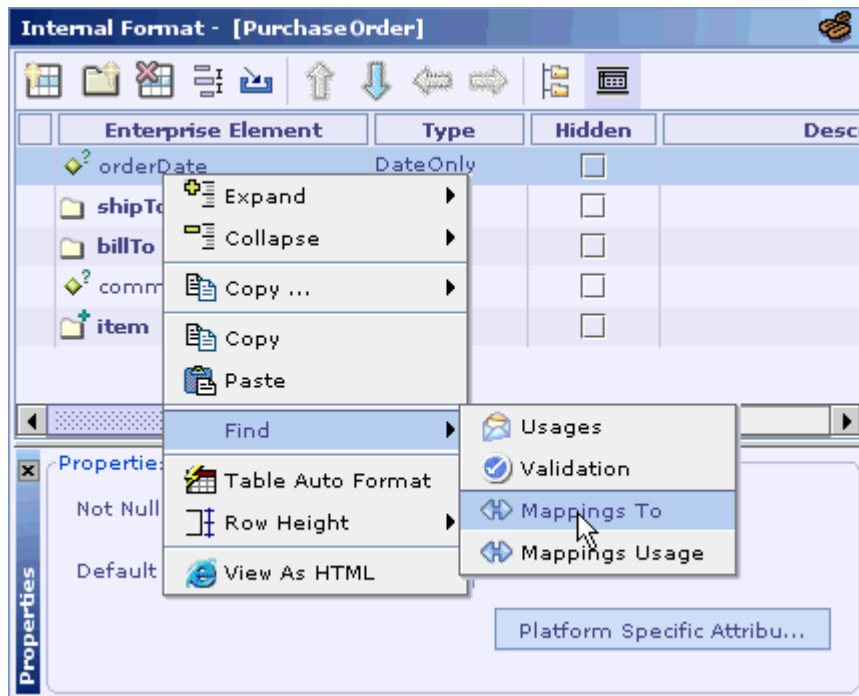 Internal Format - [PurchaseOrder]
Enterprise Element Type Hidden Desc
orderDate DateOnly
shipTo
billTo
comm
item
Expand
Collapse
Copy ...
Copy
Paste
Find
Table Auto Format
Row Height
View As HTML
Usages
Validation
Mappings To
Mappings Usage
Properties
Not Null
Default
Platform Specific Attribu...
Properties